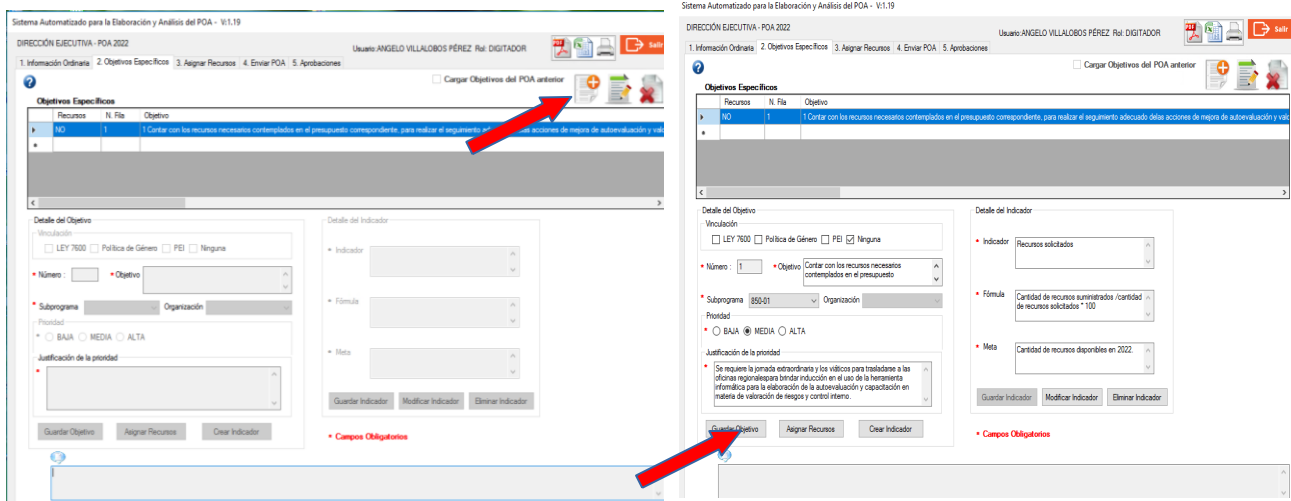 Sistema Automatizado para la Elaboración y Análisis del POA - V:1.19
DIRECCIÓN EJECUTIVA - POA 2022
Usuario:ANGELO VILLALOBOS PÉREZ Rol: DIGITADOR
PDF
Salir
1. Información Ordinaria 2. Objetivos Específicos 3. Asignar Recursos 4. Enviar POA 5. Aprobaciones
Cargar Objetivos del POA anterior
Objetivos Específicos
Recursos N. Fila Objetivo
NO 1 1 Contar con los recursos necesarios contemplados en el presupuesto correspondiente, para realizar el seguimiento adecuado delas acciones de mejora de autoevaluación y valo
Detalle del Objetivo
Vinculación
LEY 7600 Política de Género PEI Ninguna
* Número : * Objetivo
* Subprograma Organización
Prioridad
* BAJA MEDIA ALTA
Justificación de la prioridad
*
Guardar Objetivo Asignar Recursos Crear Indicador
Detalle del Indicador
* Indicador
* Fórmula
* Meta
Guardar Indicador Modificar Indicador Eliminar Indicador
* Campos Obligatorios
Sistema Automatizado para la Elaboración y Análisis del POA - V:1.19
DIRECCIÓN EJECUTIVA - POA 2022
Usuario:ANGELO VILLALOBOS PÉREZ Rol: DIGITADOR
PDF
Salir
1. Información Ordinaria 2. Objetivos Específicos 3. Asignar Recursos 4. Enviar POA 5. Aprobaciones
Cargar Objetivos del POA anterior
Objetivos Específicos
Recursos N. Fila Objetivo
NO 1 1 Contar con los recursos necesarios contemplados en el presupuesto correspondiente, para realizar el seguimiento adecuado delas acciones de mejora de autoevaluación y valo
Detalle del Objetivo
Vinculación
LEY 7600 Política de Género PEI Ninguna
* Número : 1 * Objetivo Contar con los recursos necesarios
contemplados en el presupuesto
* Subprograma 850-01 Organización
Prioridad
* BAJA MEDIA ALTA
Justificación de la prioridad
* Se requiere la jornada extraordinaria y los viáticos para trasladarse a las
oficinas regionalespara brindar inducción en el uso de la herramienta
informática para la elaboración de la autoevaluación y capacitación en
materia de valoración de riesgos y control interno.
Guardar Objetivo Asignar Recursos Crear Indicador
Detalle del Indicador
* Indicador Recursos solicitados
* Fórmula Cantidad de recursos suministrados /cantidad
de recursos solicitados * 100
* Meta Cantidad de recursos disponibles en 2022.
Guardar Indicador Modificar Indicador Eliminar Indicador
* Campos Obligatorios